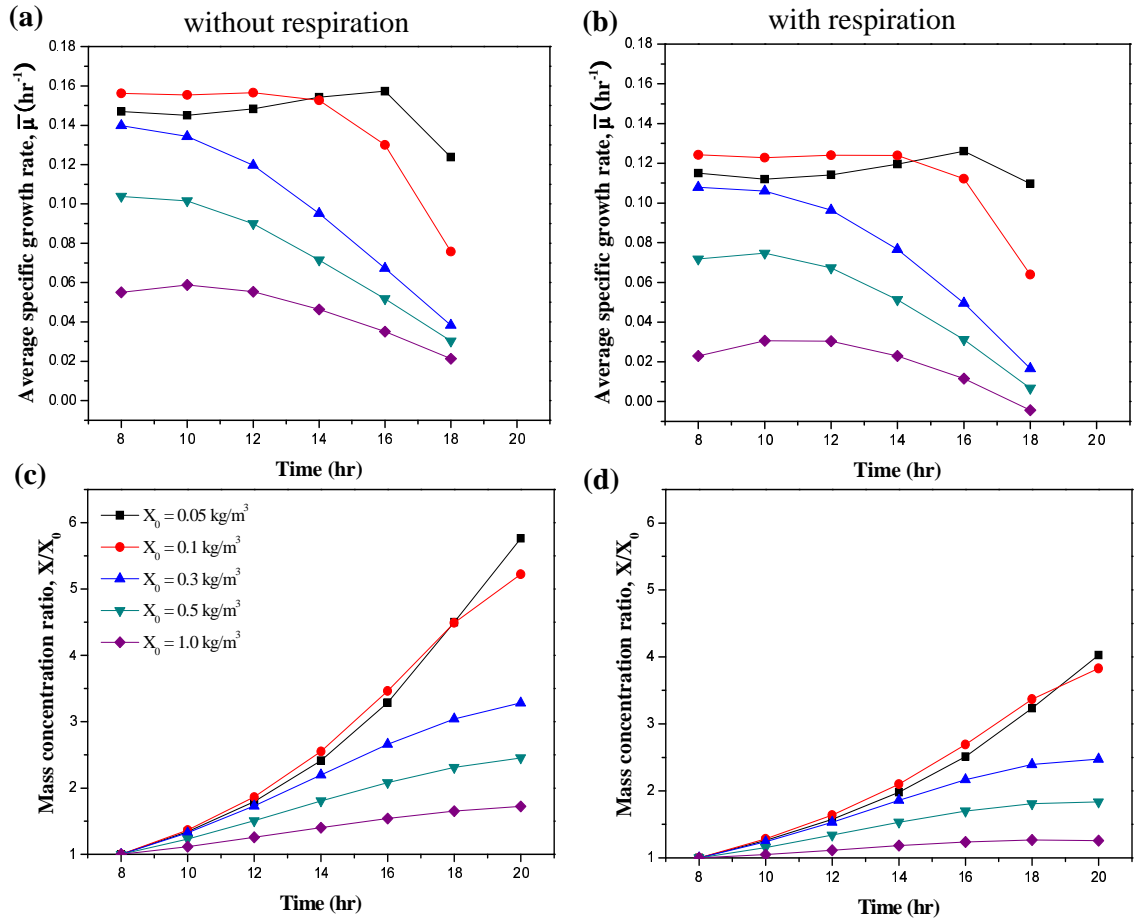 (a) without respiration
0.18
0.16
0.14
0.12
0.10
0.08
0.06
0.04
0.02
0.00
Average specific growth rate, μ̅ (hr⁻¹)
8 10 12 14 16 18 20
Time (hr)
(b) with respiration
0.18
0.16
0.14
0.12
0.10
0.08
0.06
0.04
0.02
0.00
Average specific growth rate, μ̅ (hr⁻¹)
8 10 12 14 16 18 20
Time (hr)
(c)
6
5
4
3
2
1
Mass concentration ratio, X/X₀
X₀ = 0.05 kg/m³
X₀ = 0.1 kg/m³
X₀ = 0.3 kg/m³
X₀ = 0.5 kg/m³
X₀ = 1.0 kg/m³
8 10 12 14 16 18 20
Time (hr)
(d)
6
5
4
3
2
1
Mass concentration ratio, X/X₀
8 10 12 14 16 18 20
Time (hr)